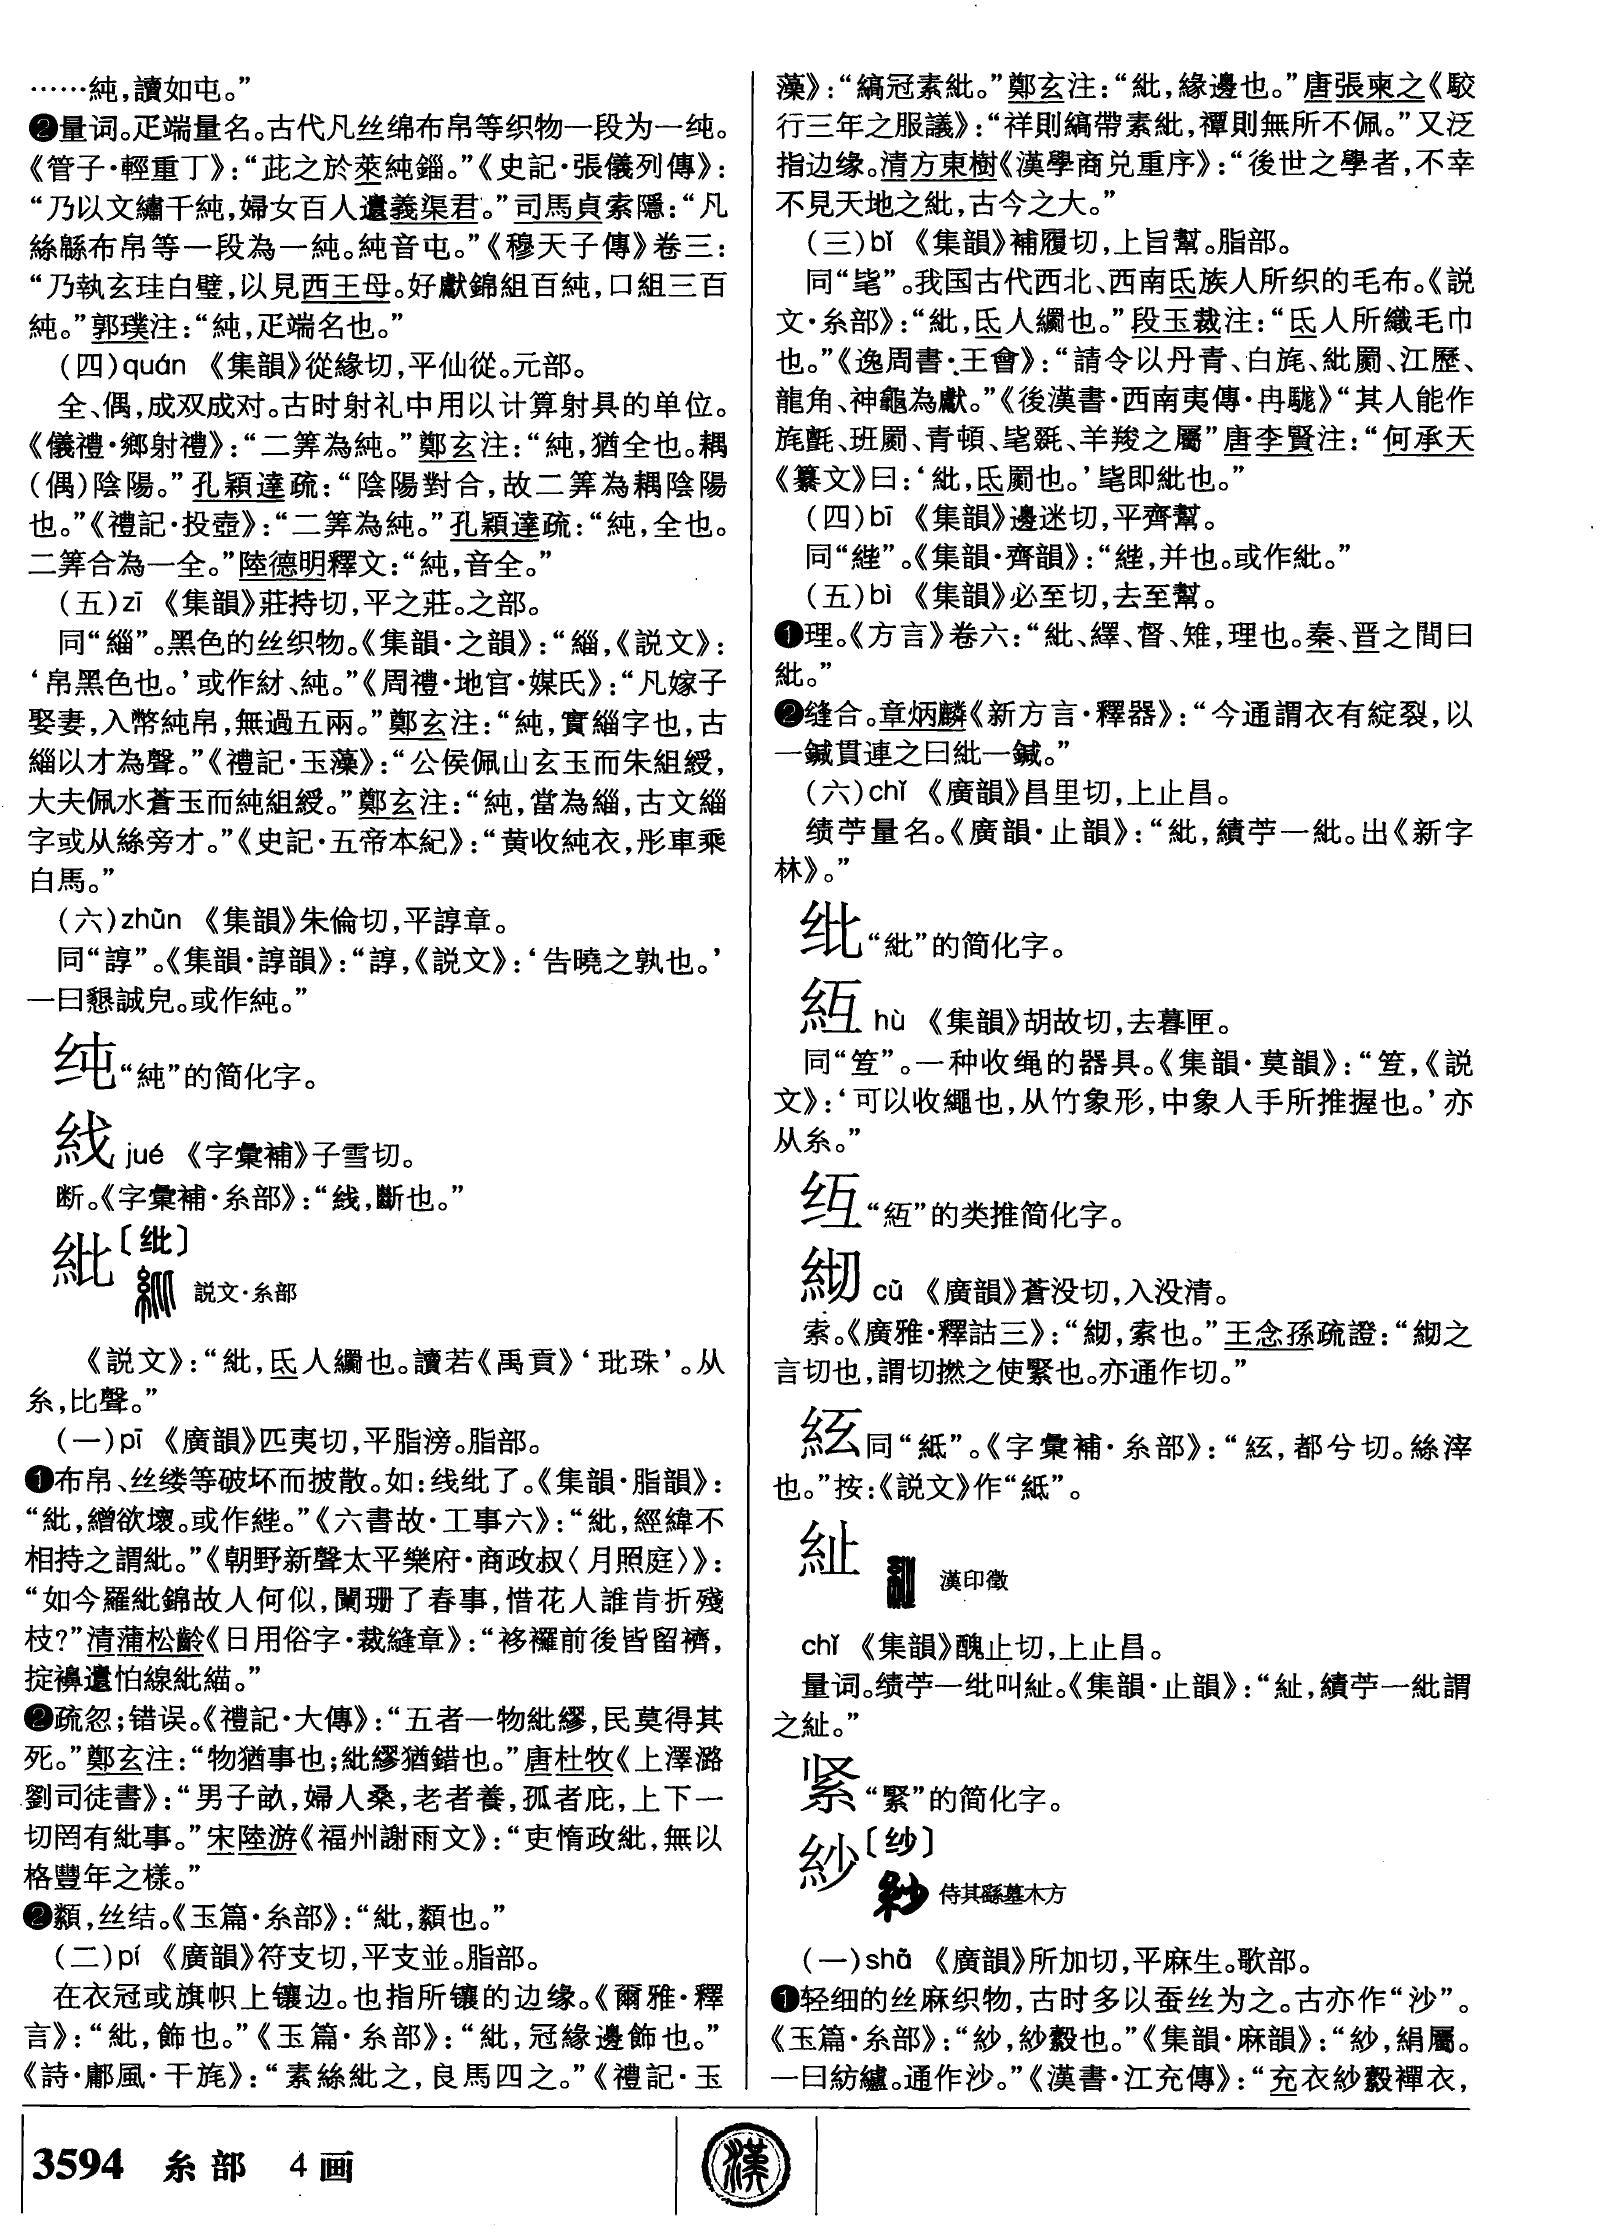 ……純,讀如屯。”
❷量词。疋端量名。古代凡丝绵布帛等织物一段为一纯。
《管子·輕重丁》:“茈之於萊純錙。”《史記·張儀列傳》:
“乃以文繡千純,婦女百人遺義渠君。”司馬貞索隱:“凡
絲緜布帛等一段為一純。純音屯。”《穆天子傳》卷三:
“乃執玄珪白璧,以見西王母。好獻錦組百純,口組三百
純。”郭璞注:“純,疋端名也。”
(四)quán 《集韻》從緣切,平仙從。元部。
全、偶,成双成对。古时射礼中用以计算射具的单位。
《儀禮·鄉射禮》:“二筭為純。”鄭玄注:“純,猶全也。耦
(偶)陰陽。”孔穎達疏:“陰陽對合,故二筭為耦陰陽
也。”《禮記·投壺》:“二筭為純。”孔穎達疏:“純,全也。
二筭合為一全。”陸德明釋文:“純,音全。”
(五)zī 《集韻》莊持切,平之莊。之部。
同“緇”。黑色的丝织物。《集韻·之韻》:“緇,《説文》:
‘帛黑色也。’或作紂、純。”《周禮·地官·媒氏》:“凡嫁子
娶妻,入幣純帛,無過五兩。”鄭玄注:“純,實緇字也,古
緇以才為聲。”《禮記·玉藻》:“公侯佩山玄玉而朱組綬,
大夫佩水蒼玉而純組綬。”鄭玄注:“純,當為緇,古文緇
字或从絲旁才。”《史記·五帝本紀》:“黄收純衣,彤車乘
白馬。”
(六)zhūn 《集韻》朱倫切,平諄章。
同“諄”。《集韻·諄韻》:“諄,《説文》:‘告曉之孰也。’
一曰懇誠皃。或作純。”
纯“純”的简化字。
𥿫 jué 《字彙補》子雪切。
断。《字彙補·糸部》:“线,斷也。”
紕〔纰〕
説文·糸部
《説文》:“紕,氐人繝也。讀若《禹貢》‘玭珠’。从
糸,比聲。”
(一)pī 《廣韻》匹夷切,平脂滂。脂部。
❶布帛、丝缕等破坏而披散。如:线纰了。《集韻·脂韻》:
“紕,繒欲壞。或作𦃋。”《六書故·工事六》:“紕,經緯不
相持之謂紕。”《朝野新聲太平樂府·商政叔〈月照庭〉》:
“如今羅紕錦故人何似,闌珊了春事,惜花人誰肯折殘
枝?”清蒲松齡《日用俗字·裁縫章》:“袳襬前後皆留䙠,
掟襣遺怕線紕緢。”
❷疏忽;错误。《禮記·大傳》:“五者一物紕繆,民莫得其
死。”鄭玄注:“物猶事也;紕繆猶錯也。”唐杜牧《上澤潞
劉司徒書》:“男子畝,婦人桑,老者養,孤者庇,上下一
切罔有紕事。”宋陸游《福州謝雨文》:“吏惰政紕,無以
格豐年之樣。”
❷纇,丝结。《玉篇·糸部》:“紕,纇也。”
(二)pí 《廣韻》符支切,平支並。脂部。
在衣冠或旗帜上镶边。也指所镶的边缘。《爾雅·釋
言》:“紕,飾也。”《玉篇·糸部》:“紕,冠緣邊飾也。”
《詩·鄘風·干旄》:“素絲紕之,良馬四之。”《禮記·玉
藻》:“縞冠素紕。”鄭玄注:“紕,緣邊也。”唐張柬之《駮
行三年之服議》:“祥則縞帶素紕,禫則無所不佩。”又泛
指边缘。清方東樹《漢學商兑重序》:“後世之學者,不幸
不見天地之紕,古今之大。”
(三)bǐ 《集韻》補履切,上旨幫。脂部。
同“毞”。我国古代西北、西南氐族人所织的毛布。《説
文·糸部》:“紕,氐人繝也。”段玉裁注:“氐人所織毛巾
也。”《逸周書·王會》:“請令以丹青、白旄、紕罽、江歷、
龍角、神龜為獻。”《後漢書·西南夷傳·冉駹》“其人能作
旄氈、班罽、青頓、毞毲、羊羧之屬”唐李賢注:“何承天
《纂文》曰:‘紕,氐罽也。’毞即紕也。”
(四)bī 《集韻》邊迷切,平齊幫。
同“𦃋”。《集韻·齊韻》:“𦃋,并也。或作紕。”
(五)bì 《集韻》必至切,去至幫。
❶理。《方言》卷六:“紕、繹、督、雉,理也。秦、晋之間曰
紕。”
❷缝合。章炳麟《新方言·釋器》:“今通謂衣有綻裂,以
一鍼貫連之曰紕一鍼。”
(六)chǐ 《廣韻》昌里切,上止昌。
绩苧量名。《廣韻·止韻》:“紕,績苧一紕。出《新字
林》。”
纰“紕”的简化字。
䋍 hù 《集韻》胡故切,去暮匣。
同“笠”。一种收绳的器具。《集韻·莫韻》:“笠,《説
文》:‘可以收繩也,从竹象形,中象人手所推握也。’亦
从糸。”
“䋍”的类推简化字。
䌨 cū 《廣韻》蒼没切,入没清。
索。《廣雅·釋詁三》:“䌨,索也。”王念孫疏證:“䌨之
言切也,謂切撚之使緊也。亦通作切。”
紭同“紙”。《字彙補·糸部》:“紭,都兮切。絲滓
也。”按:《説文》作“紙”。
紪
漢印徵
chǐ 《集韻》醜止切,上止昌。
量词。绩苧一纰叫紪。《集韻·止韻》:“紪,績苧一紕謂
之紪。”
紧“緊”的简化字。
紗〔纱〕
侍其繇墓木方
(一)shā 《廣韻》所加切,平麻生。歌部。
❶轻细的丝麻织物,古时多以蚕丝为之。古亦作“沙”。
《玉篇·糸部》:“紗,紗縠也。”《集韻·麻韻》:“紗,絹屬。
一曰紡纑。通作沙。”《漢書·江充傳》:“充衣紗縠襌衣,
3594 糸部 4画
漢